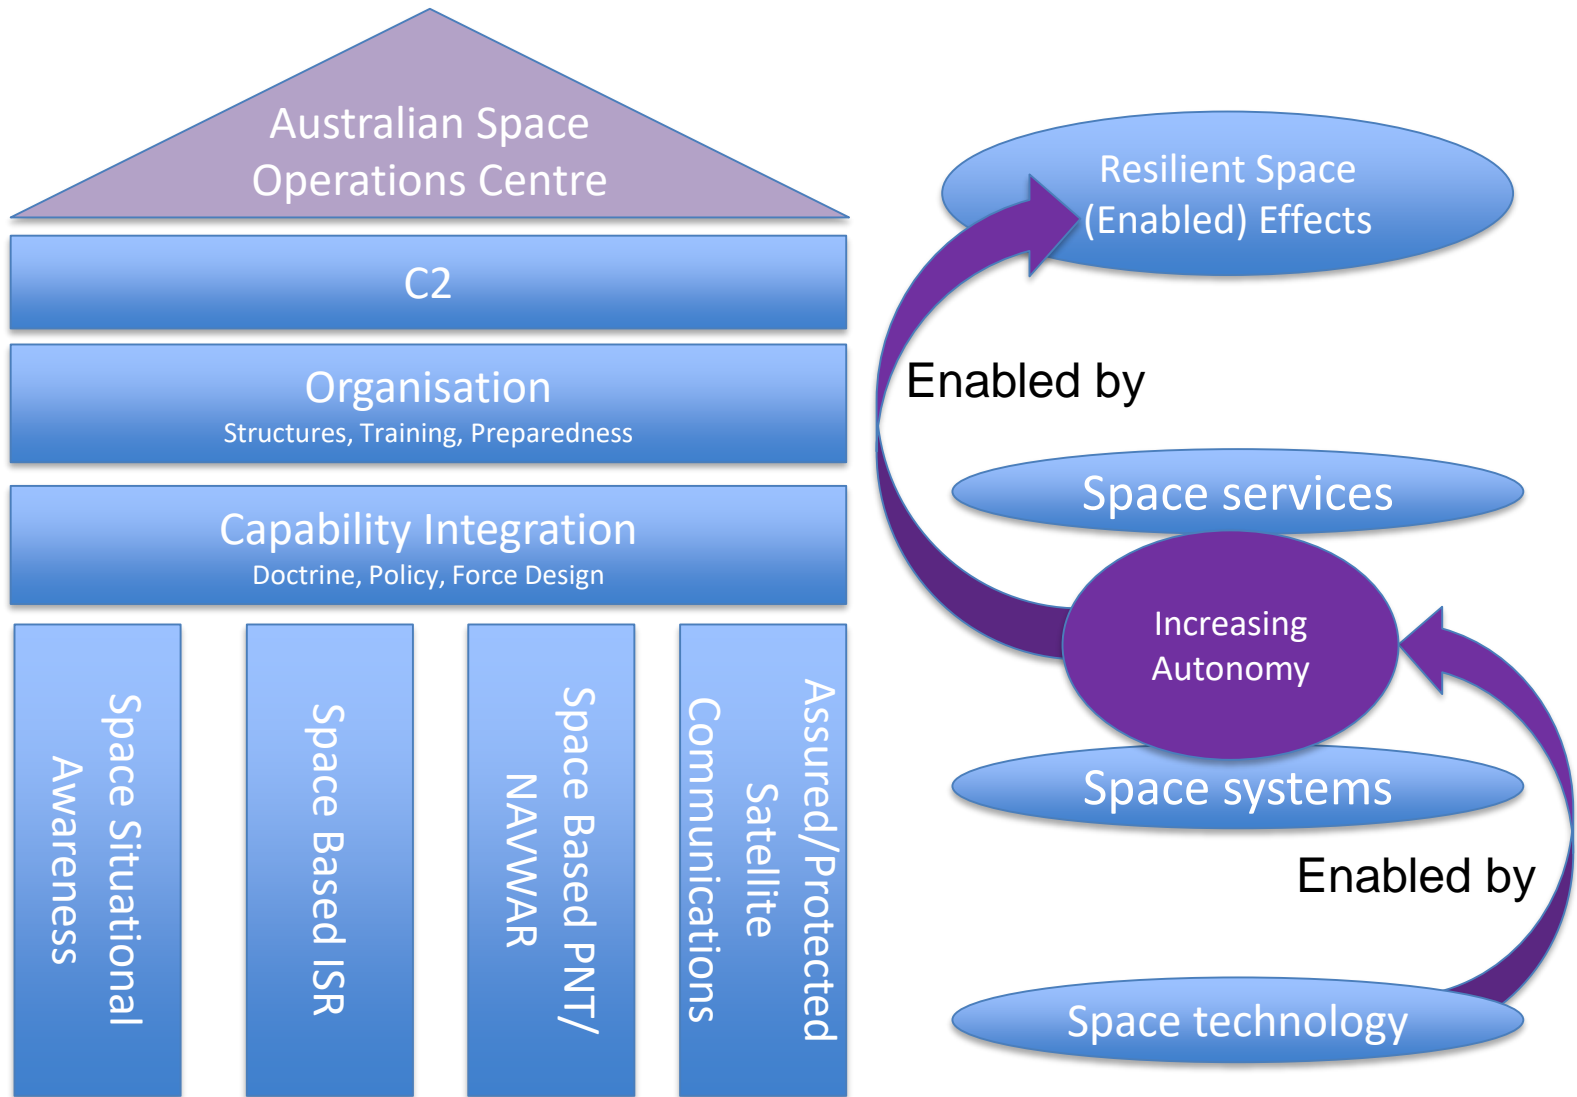 Australian Space
Operations Centre
C2
Organisation
Structures, Training, Preparedness
Capability Integration
Doctrine, Policy, Force Design
Space Situational
Awareness
Space Based ISR
Space Based PNT/
NAVWAR
Assured/Protected
Satellite
Communications
Resilient Space
(Enabled) Effects
Enabled by
Space services
Increasing
Autonomy
Space systems
Enabled by
Space technology